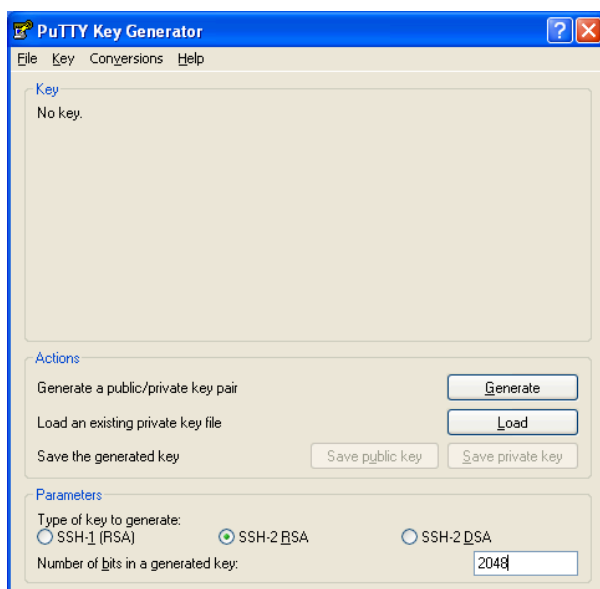 PuTTY Key Generator
File Key Conversions Help
Key
No key.
Actions
Generate a public/private key pair Generate
Load an existing private key file Load
Save the generated key Save public key Save private key
Parameters
Type of key to generate:
SSH-1 (RSA) SSH-2 RSA SSH-2 DSA
Number of bits in a generated key: 2048